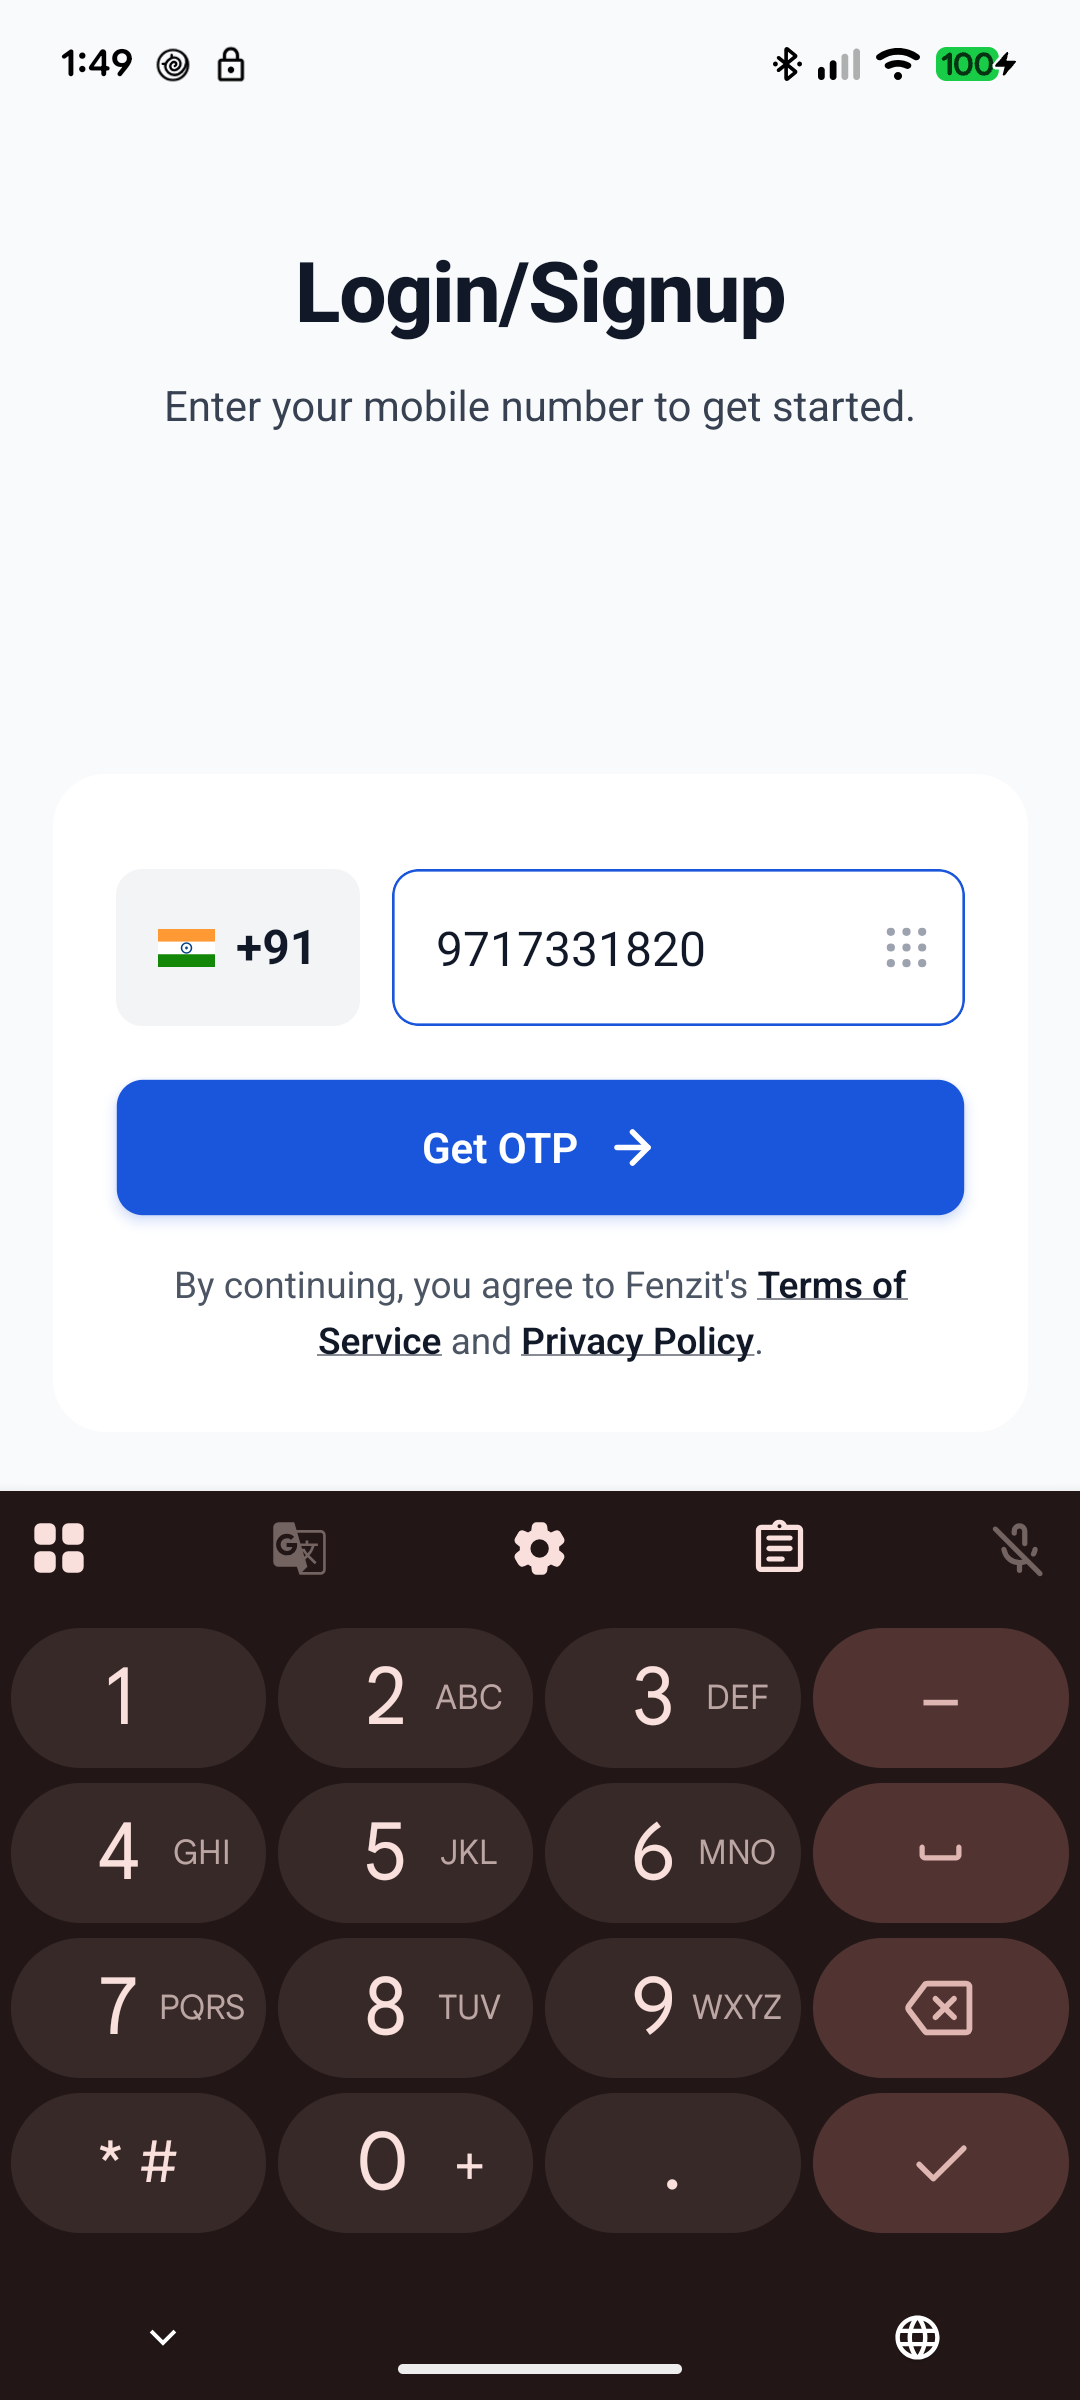 1:49
100
Login/Signup
Enter your mobile number to get started.
+91
9717331820
Get OTP
By continuing, you agree to Fenzit's Terms of
Service and Privacy Policy.
G 文
1
2 ABC
3 DEF
–
4 GHI
5 JKL
6 MNO
7 PQRS
8 TUV
9 WXYZ
* #
0 +
.